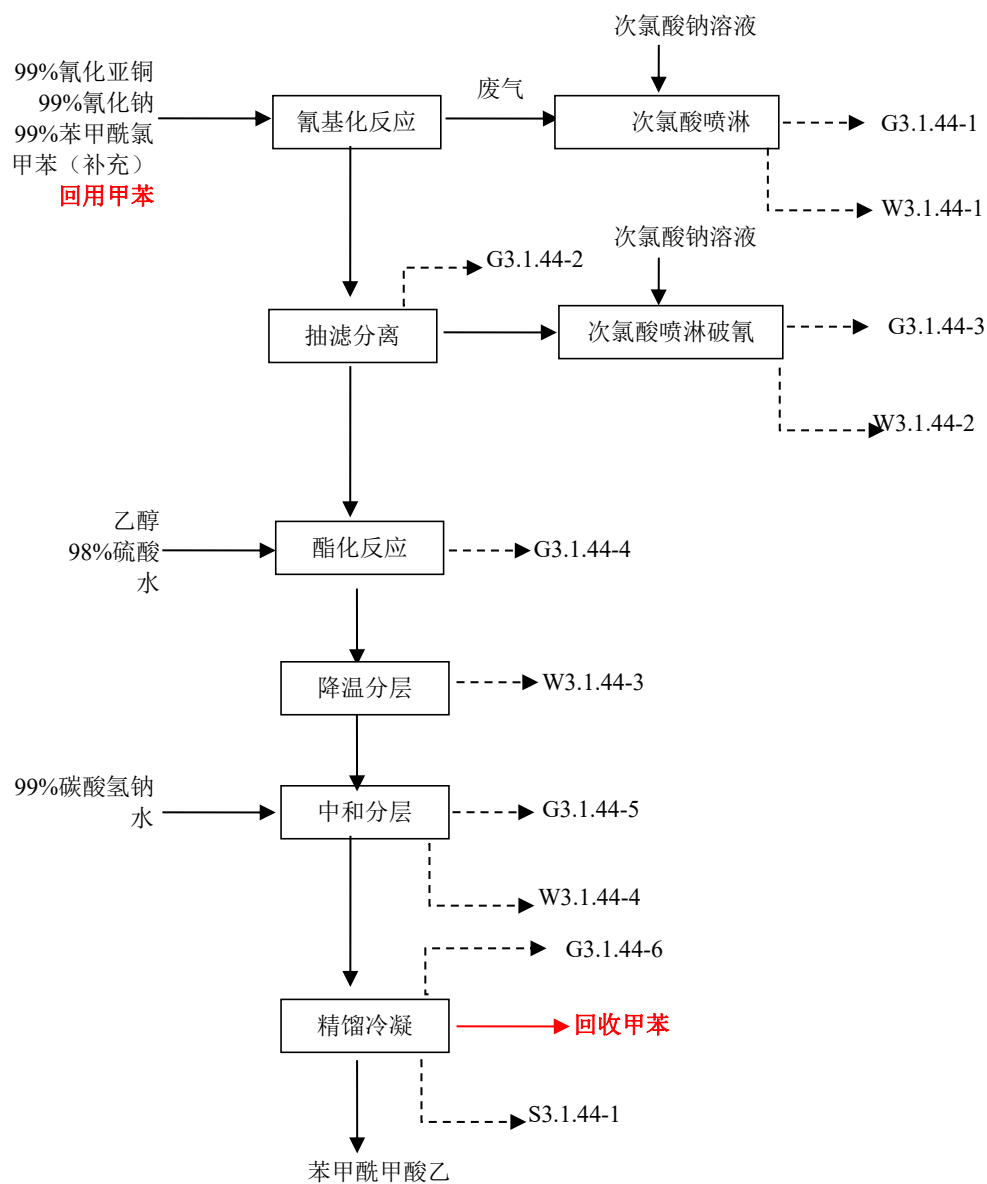 次氯酸钠溶液
99%氰化亚铜
99%氰化钠
99%苯甲酰氯
甲苯（补充）
回用甲苯
氰基化反应
废气
次氯酸喷淋
G3.1.44-1
W3.1.44-1
次氯酸钠溶液
G3.1.44-2
抽滤分离
次氯酸喷淋破氰
G3.1.44-3
W3.1.44-2
乙醇
98%硫酸
水
酯化反应
G3.1.44-4
降温分层
W3.1.44-3
99%碳酸氢钠
水
中和分层
G3.1.44-5
W3.1.44-4
G3.1.44-6
精馏冷凝
回收甲苯
S3.1.44-1
苯甲酰甲酸乙